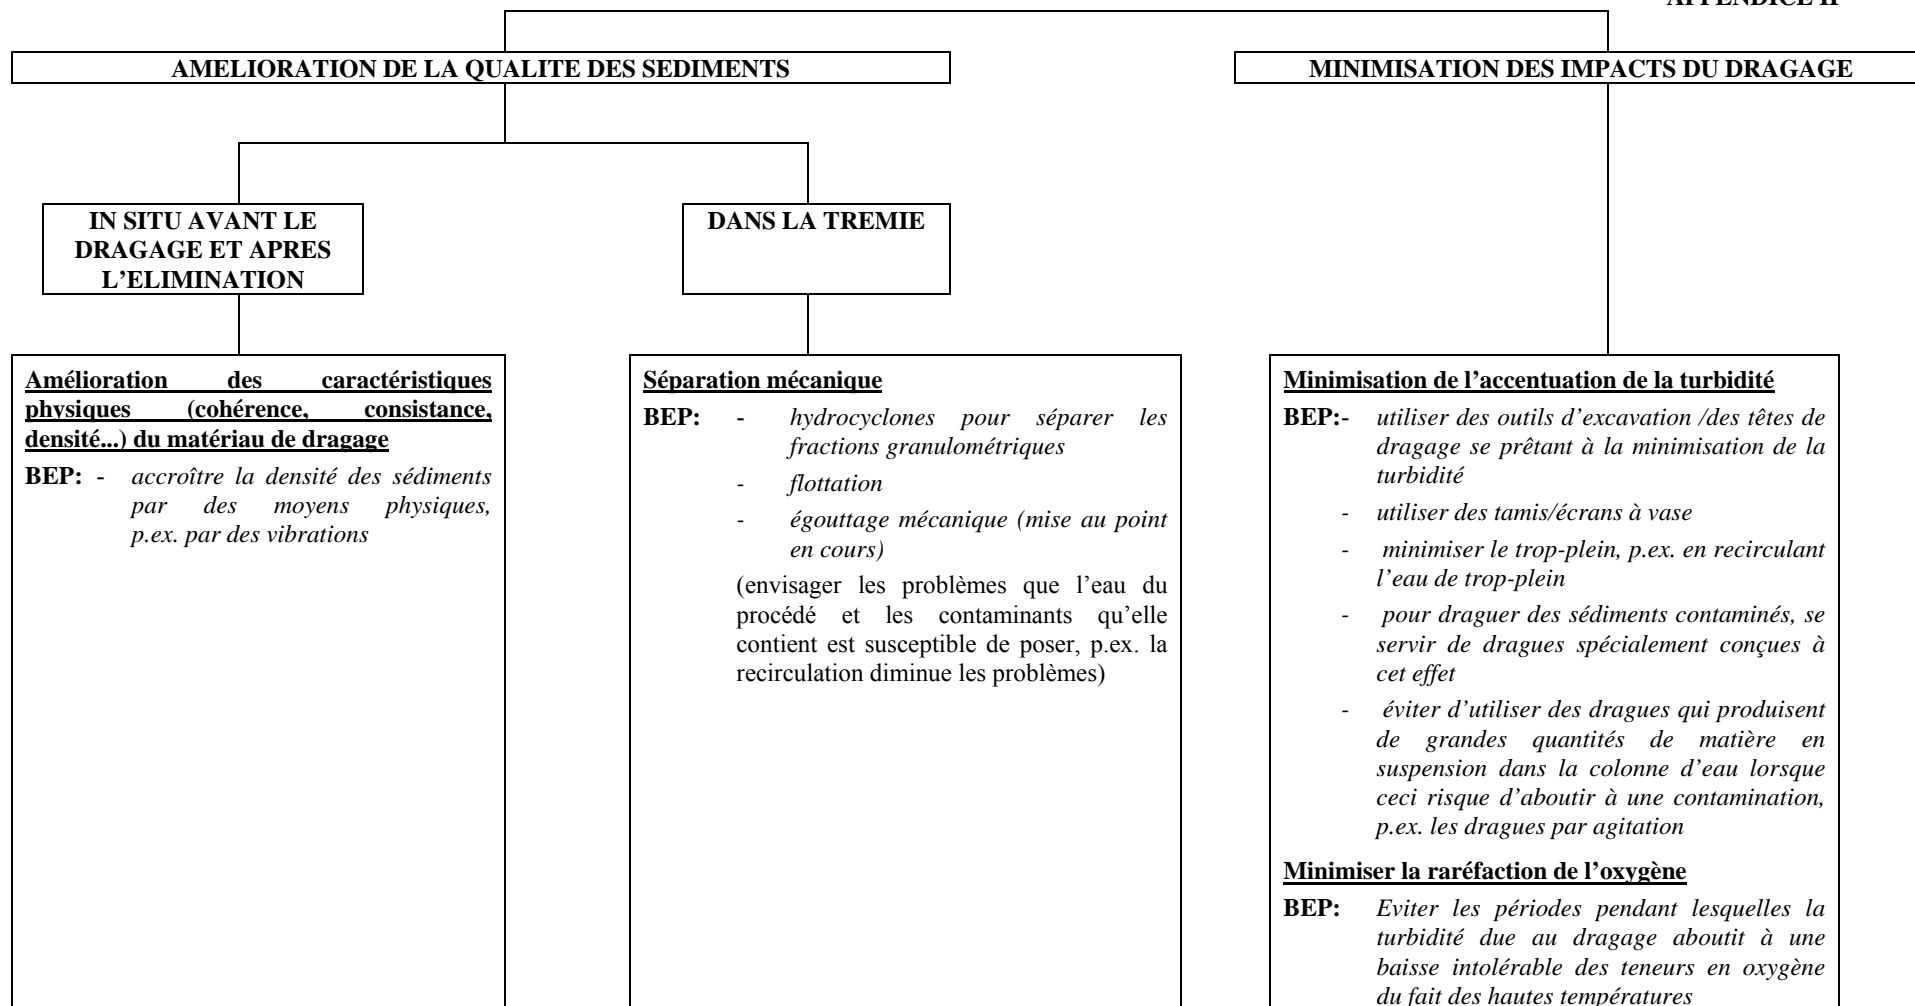 APPENDICE II
AMELIORATION DE LA QUALITE DES SEDIMENTS
MINIMISATION DES IMPACTS DU DRAGAGE
IN SITU AVANT LE
DRAGAGE ET APRES
L’ELIMINATION
DANS LA TREMIE
Amélioration des caractéristiques
physiques (cohérence, consistance,
densité...) du matériau de dragage
BEP: - accroître la densité des sédiments
par des moyens physiques,
p.ex. par des vibrations
Séparation mécanique
BEP: - hydrocyclones pour séparer les
fractions granulométriques
- flottation
- égouttage mécanique (mise au point
en cours)
(envisager les problèmes que l’eau du
procédé et les contaminants qu’elle
contient est susceptible de poser, p.ex. la
recirculation diminue les problèmes)
Minimisation de l’accentuation de la turbidité
BEP:- utiliser des outils d’excavation /des têtes de
dragage se prêtant à la minimisation de la
turbidité
- utiliser des tamis/écrans à vase
- minimiser le trop-plein, p.ex. en recirculant
l’eau de trop-plein
- pour draguer des sédiments contaminés, se
servir de dragues spécialement conçues à
cet effet
- éviter d’utiliser des dragues qui produisent
de grandes quantités de matière en
suspension dans la colonne d’eau lorsque
ceci risque d’aboutir à une contamination,
p.ex. les dragues par agitation
Minimiser la raréfaction de l’oxygène
BEP: Eviter les périodes pendant lesquelles la
turbidité due au dragage aboutit à une
baisse intolérable des teneurs en oxygène
du fait des hautes températures